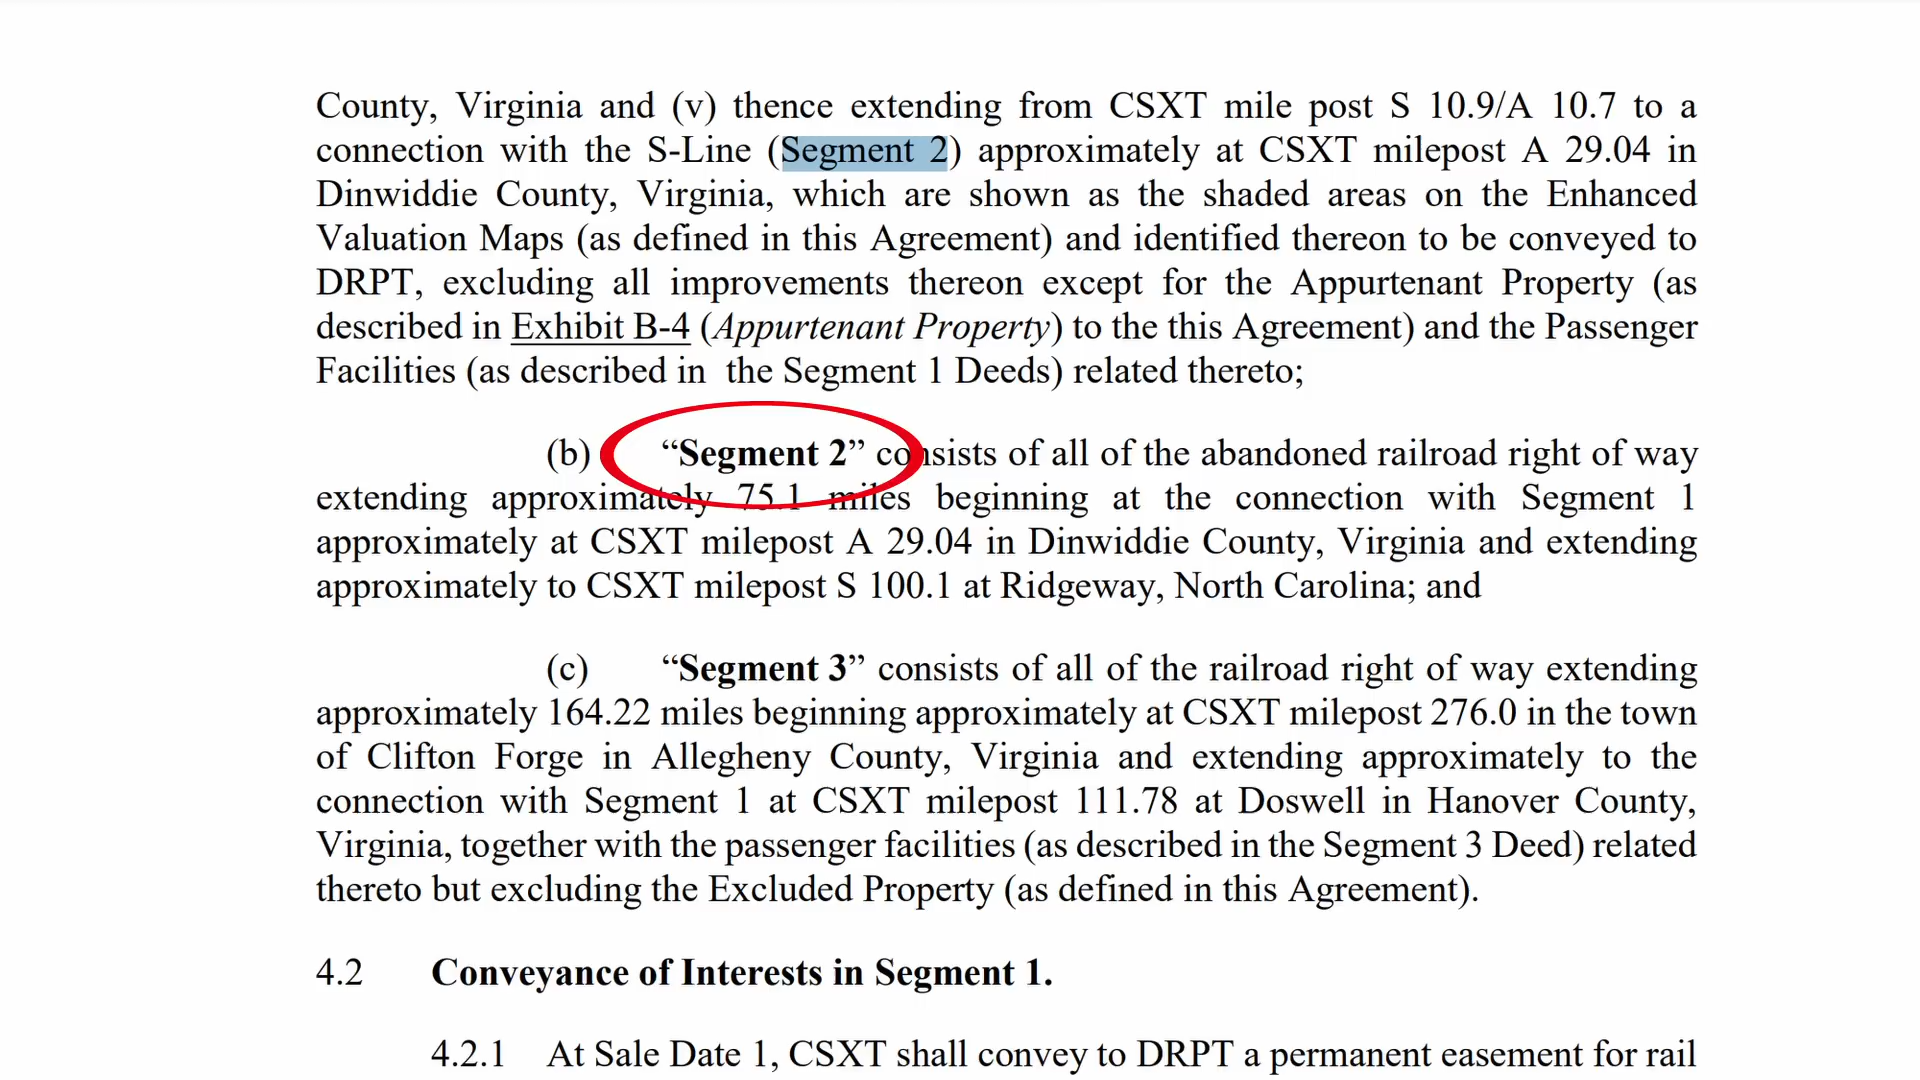 County, Virginia and (v) thence extending from CSXT mile post S 10.9/A 10.7 to a
connection with the S-Line (Segment 2) approximately at CSXT milepost A 29.04 in
Dinwiddie County, Virginia, which are shown as the shaded areas on the Enhanced
Valuation Maps (as defined in this Agreement) and identified thereon to be conveyed to
DRPT, excluding all improvements thereon except for the Appurtenant Property (as
described in Exhibit B-4 (Appurtenant Property) to the this Agreement) and the Passenger
Facilities (as described in the Segment 1 Deeds) related thereto;
(b) “Segment 2” consists of all of the abandoned railroad right of way
extending approximately 75.1 miles beginning at the connection with Segment 1
approximately at CSXT milepost A 29.04 in Dinwiddie County, Virginia and extending
approximately to CSXT milepost S 100.1 at Ridgeway, North Carolina; and
(c) “Segment 3” consists of all of the railroad right of way extending
approximately 164.22 miles beginning approximately at CSXT milepost 276.0 in the town
of Clifton Forge in Allegheny County, Virginia and extending approximately to the
connection with Segment 1 at CSXT milepost 111.78 at Doswell in Hanover County,
Virginia, together with the passenger facilities (as described in the Segment 3 Deed) related
thereto but excluding the Excluded Property (as defined in this Agreement).
4.2 Conveyance of Interests in Segment 1.
4.2.1 At Sale Date 1, CSXT shall convey to DRPT a permanent easement for rail